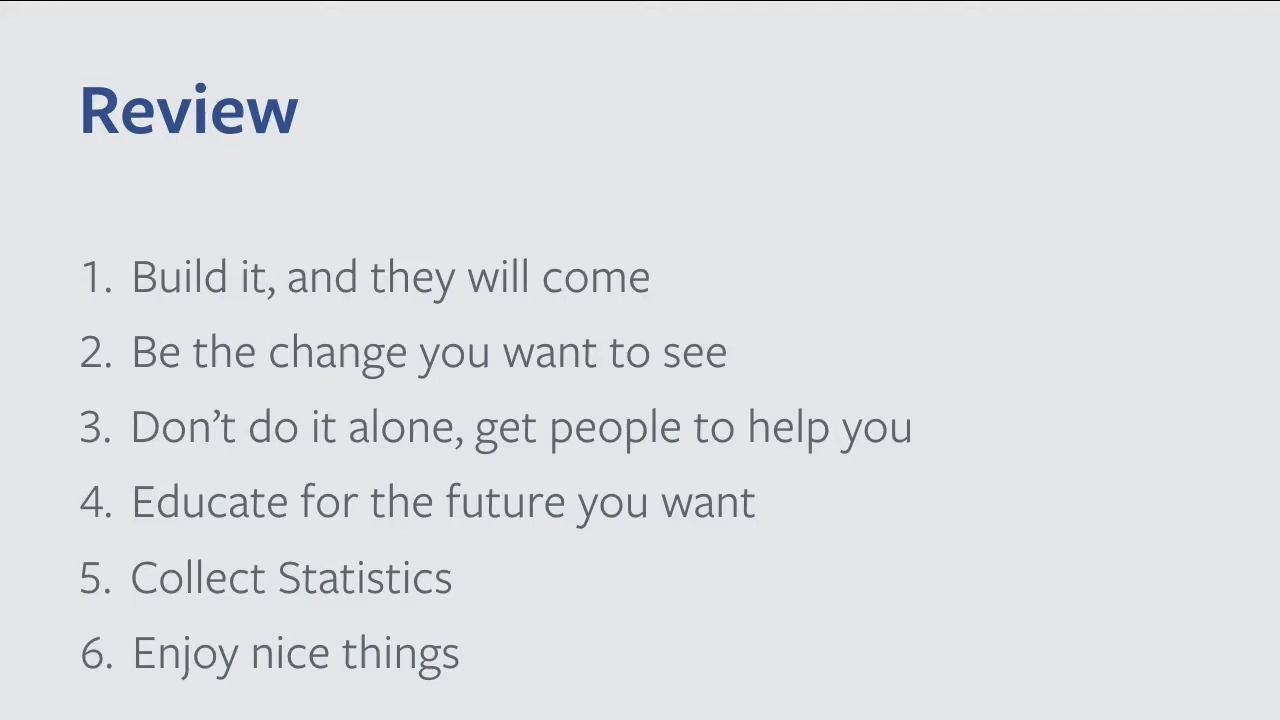 Review
1. Build it, and they will come
2. Be the change you want to see
3. Don’t do it alone, get people to help you
4. Educate for the future you want
5. Collect Statistics
6. Enjoy nice things